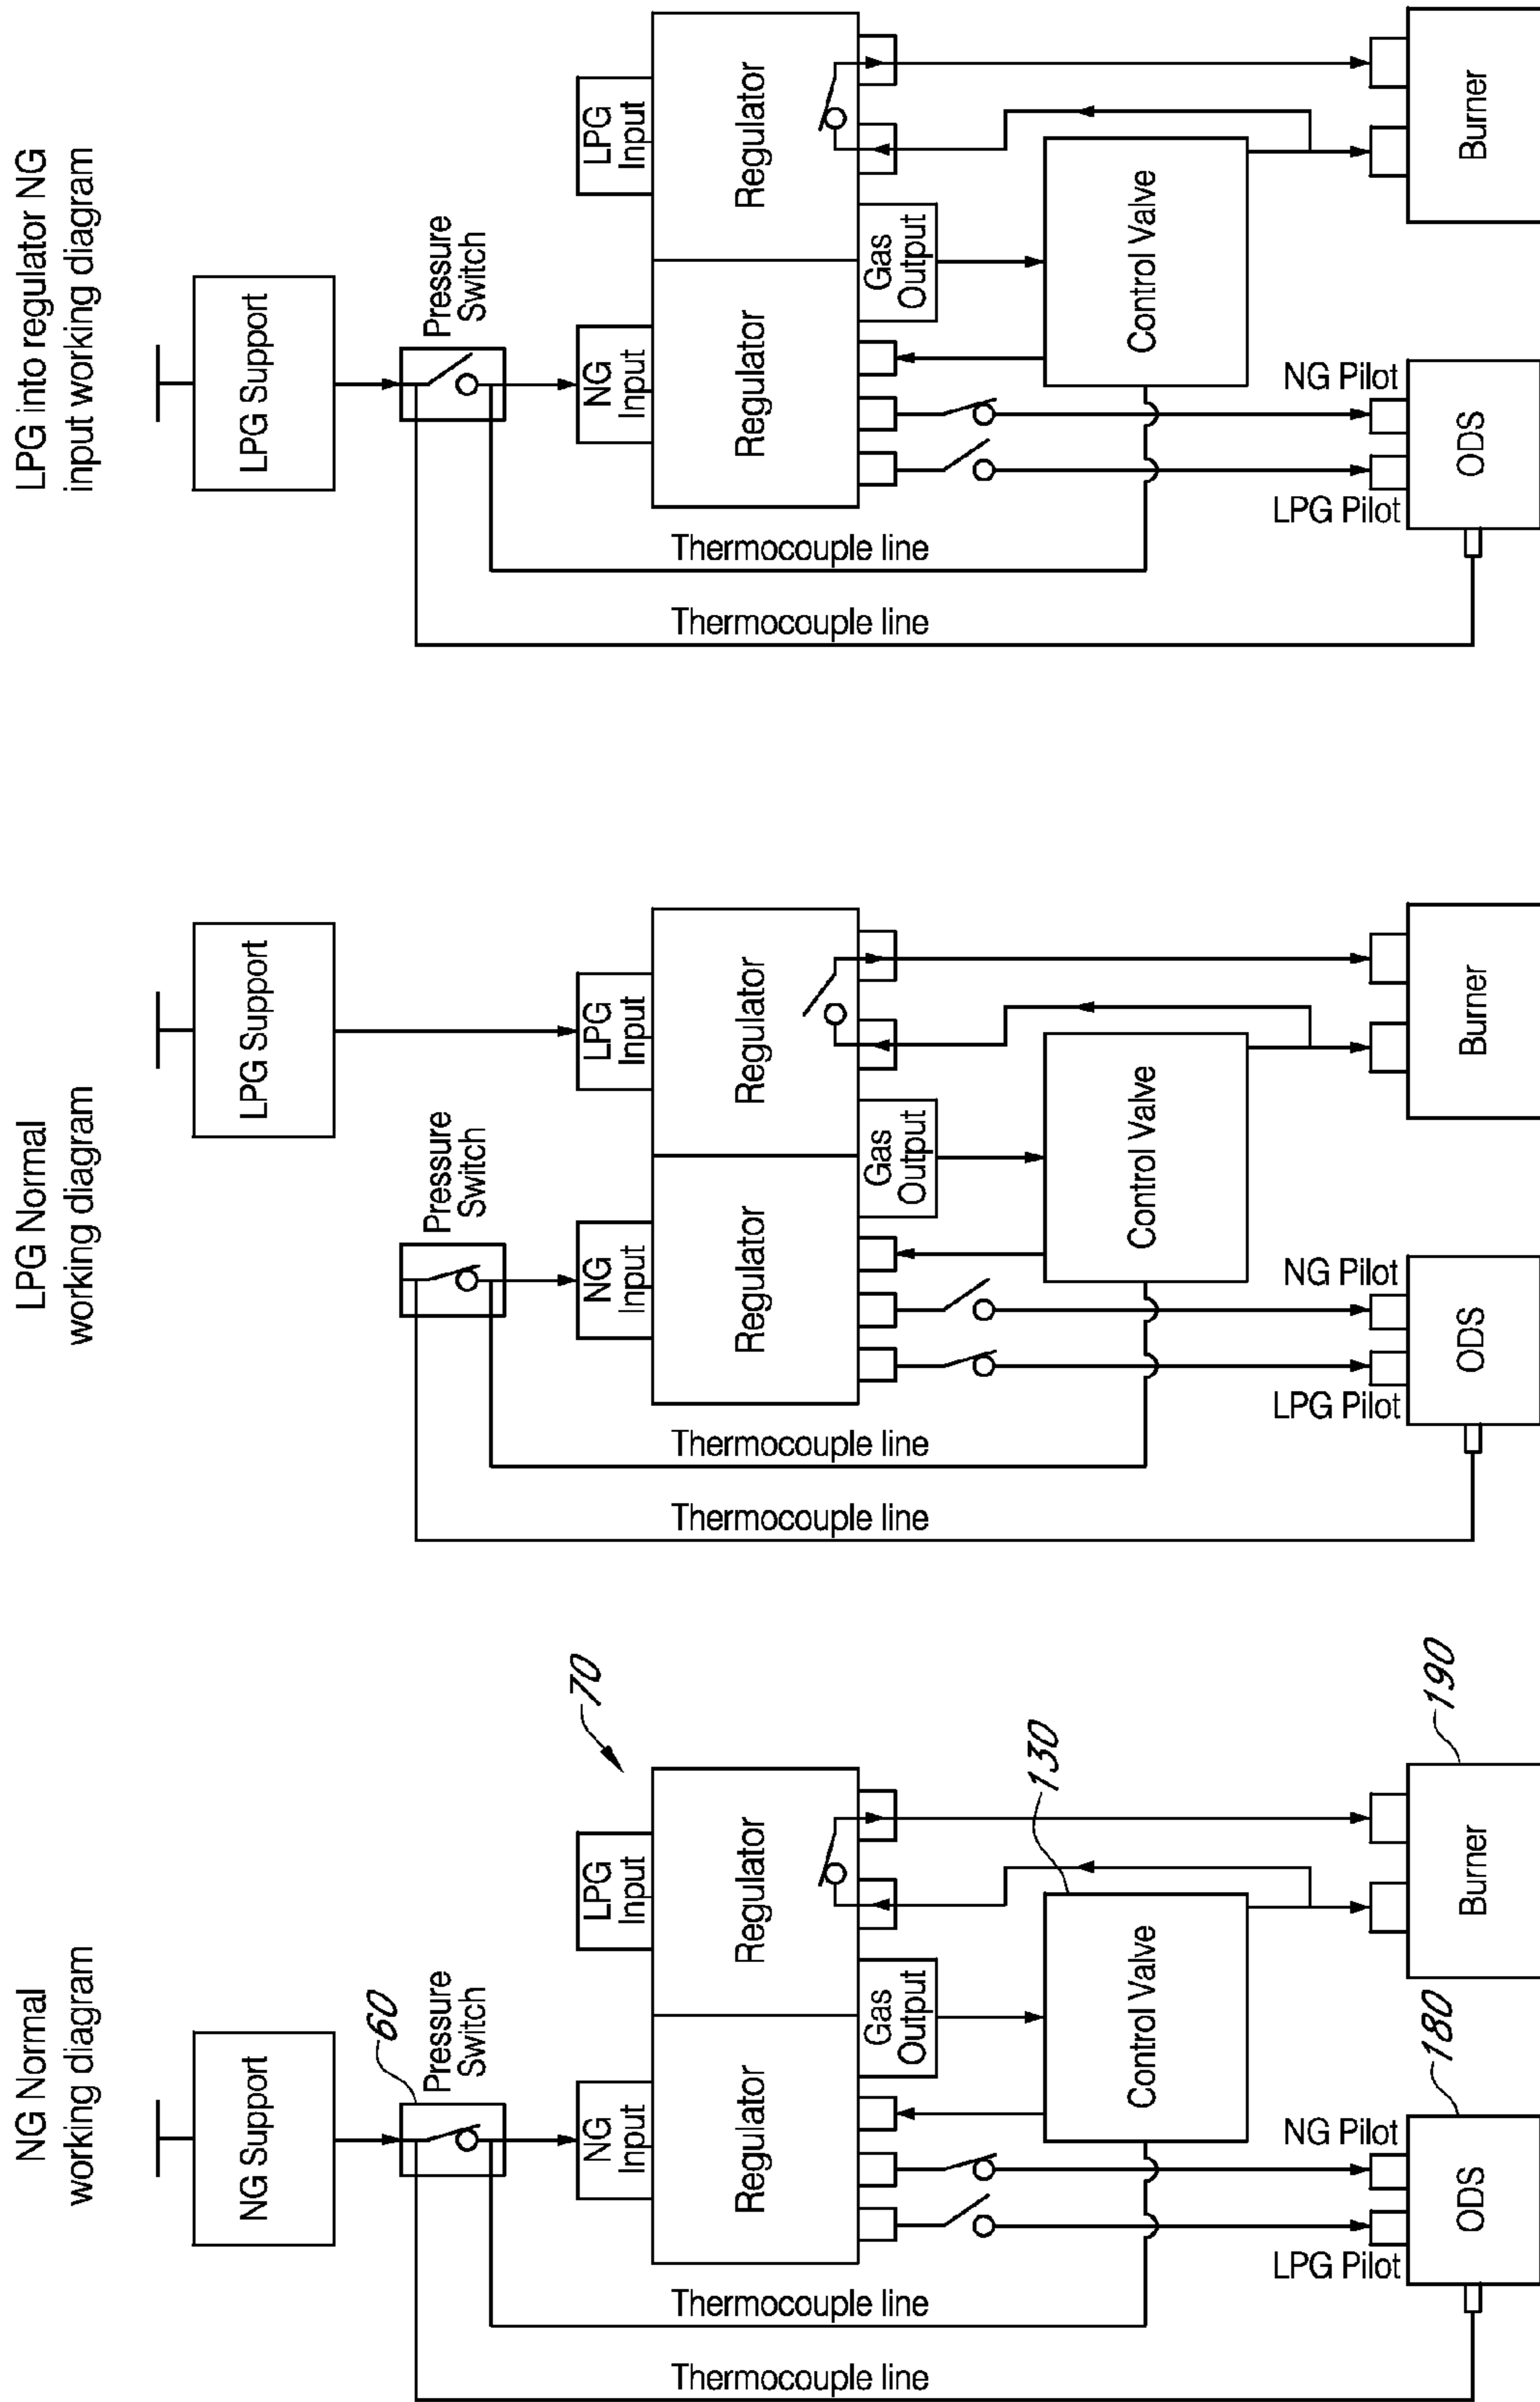 NG Normal
working diagram
NG Support
60
Pressure
Switch
70
NG
Input
LPG
Input
Regulator
Regulator
Gas
Output
130
Control Valve
Thermocouple line
Thermocouple line
LPG Pilot
NG Pilot
180
190
ODS
Burner
LPG Normal
working diagram
LPG Support
Pressure
Switch
NG
Input
LPG
Input
Regulator
Regulator
Gas
Output
Control Valve
Thermocouple line
Thermocouple line
LPG Pilot
NG Pilot
ODS
Burner
LPG into regulator NG
input working diagram
LPG Support
Pressure
Switch
NG
Input
LPG
Input
Regulator
Regulator
Gas
Output
Control Valve
Thermocouple line
Thermocouple line
LPG Pilot
NG Pilot
ODS
Burner